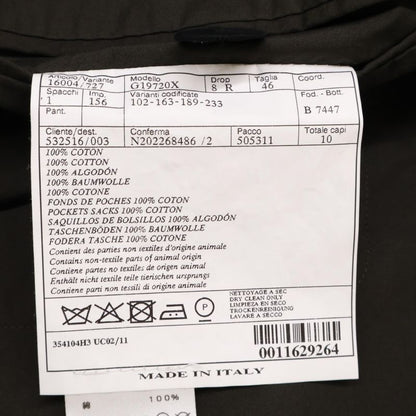 Articolo/Variante Modello Drop Taglia Coord.
16004/727 G19720X 8 R 46
Spacchi Imp. Varianti codificate Fod. - Bott.
1 156 102-163-189-233
Pant. B 7447
Cliente/dest. Conferma Pacco Totale capi
532516/003 N202268486 /2 505311 10
100% COTTON
100% COTON
100% ALGODÓN
100% BAUMWOLLE
100% COTONE
FONDS DE POCHES 100% COTON
POCKETS SACKS 100% COTTON
SAQUILLOS DE BOLSILLOS 100% ALGODÓN
TASCHENBÖDEN 100% BAUMWOLLE
FODERA TASCHE 100% COTONE
Contient des parties non textiles d'origine animale
Contains non-textile parts of animal origin
Contiene partes no textiles de origen animal
Enthält nicht textile teile tierischen ursprungs
Contiene parti non tessili di origine animale
NETTOYAGE A SEC
DRY CLEAN ONLY
LIMPIEZA EN SECO
TROCKENREINIGUNG
LAVARE A SECCO
P
354104H3 UC02/11
0011629264
MADE IN ITALY
100%